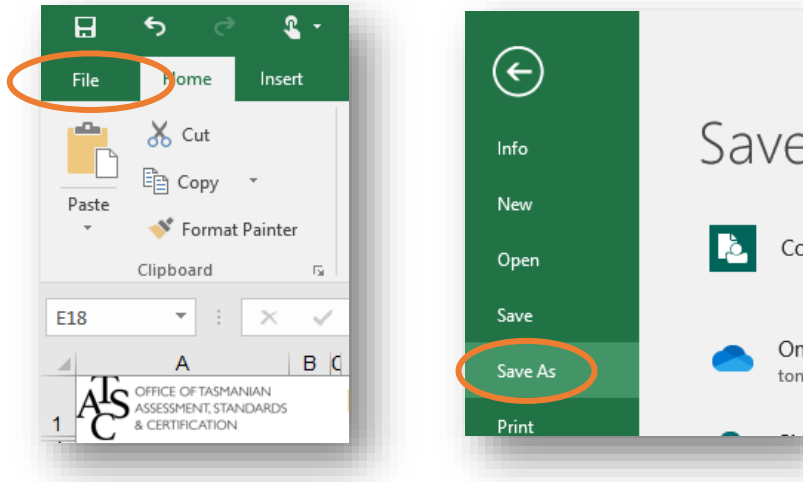 File Home Insert
Cut
Copy
Paste
Format Painter
Clipboard
E18
A B
OFFICE OF TASMANIAN
ASSESSMENT, STANDARDS
& CERTIFICATION
TASC
1
Save
Info
New
Open
Save
Save As
Print